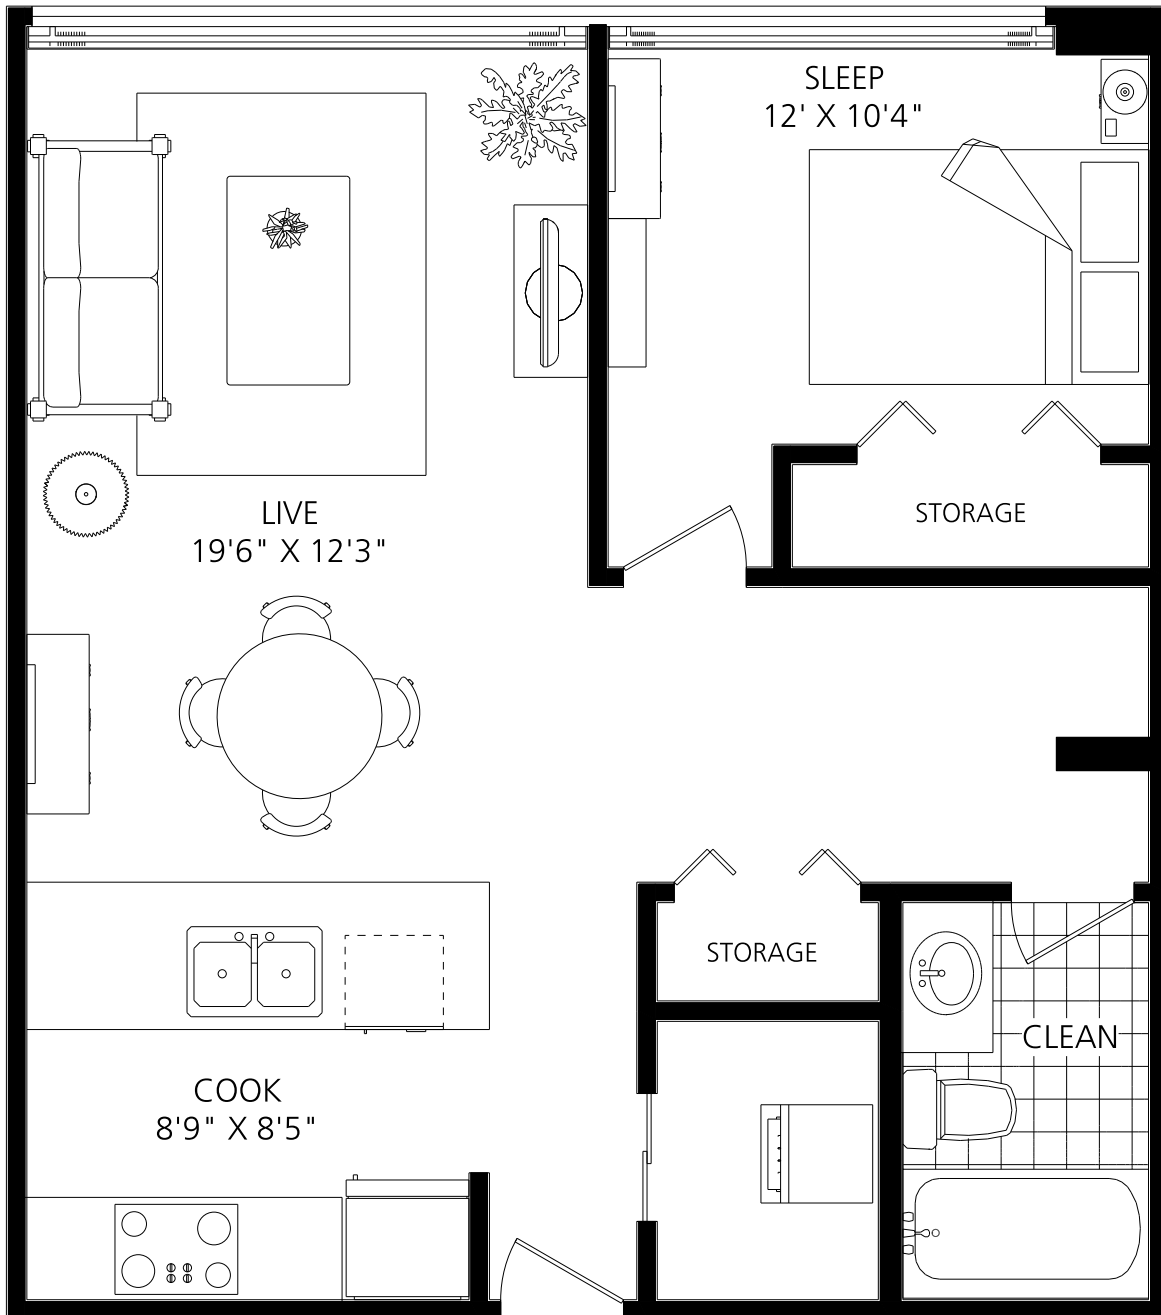 SLEEP
12' X 10'4"
LIVE
19'6" X 12'3"
STORAGE
STORAGE
CLEAN
COOK
8'9" X 8'5"